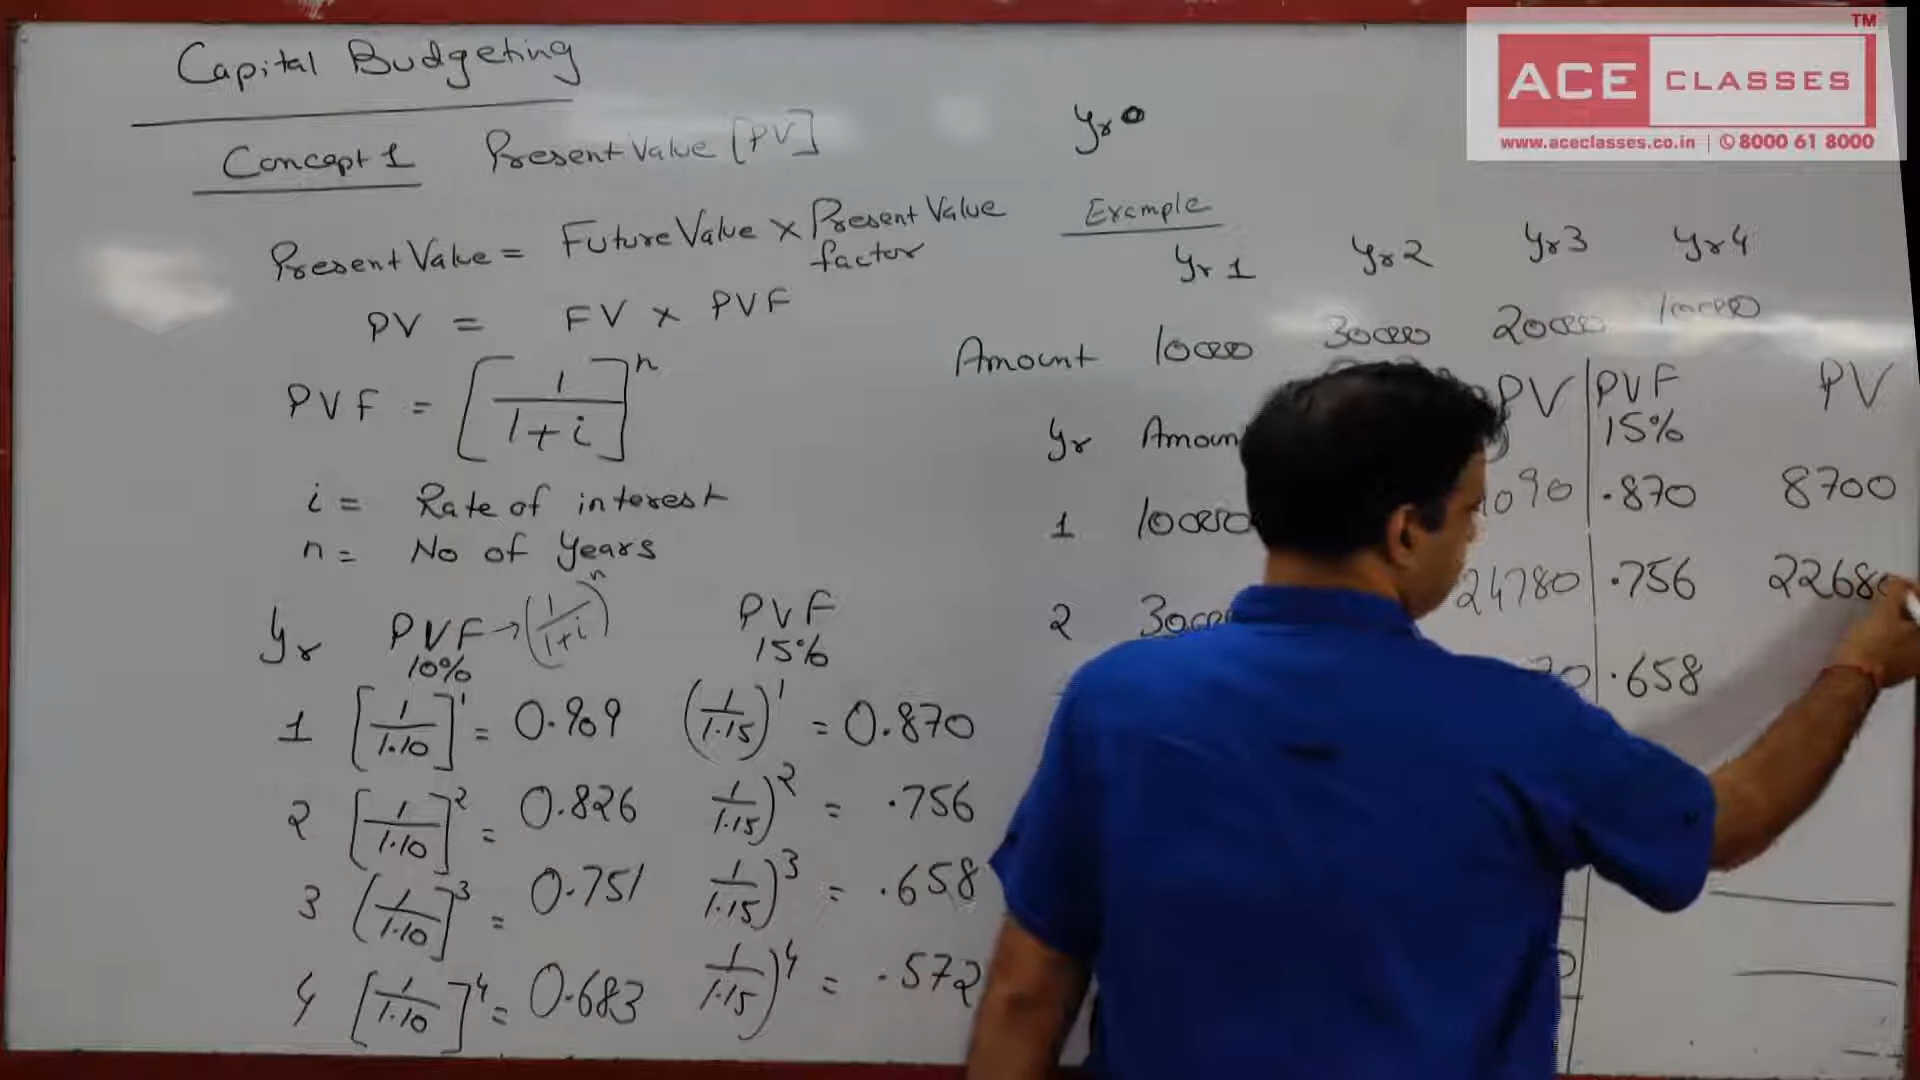 Capital Budgeting
Concept 1 Present Value [PV]
Present Value = Future Value x Present Value factor
PV = FV x PVF
PVF = [1/1+i]^n
i = Rate of interest
n = No of Years
Yr PVF 10% → (1/1+i)^n PVF 15%
1 [1/1.10]^1 = 0.909 (1/1.15)^1 = 0.870
2 [1/1.10]^2 = 0.826 1/1.15)^2 = .756
3 (1/1.10)^3 = 0.751 1/1.15)^3 = .658
4 [1/1.10]^4 = 0.683 1/1.15)^4 = .572
Yr 0
Example
Yr 1 Yr 2 Yr 3 Yr 4
Amount 10000 30000 20000 10000
Yr Amoun PV PVF 15% PV
1 10000 090 .870 8700
2 24780 .756 2268
.658
TM
ACE CLASSES
www.aceclasses.co.in | 8000 61 8000